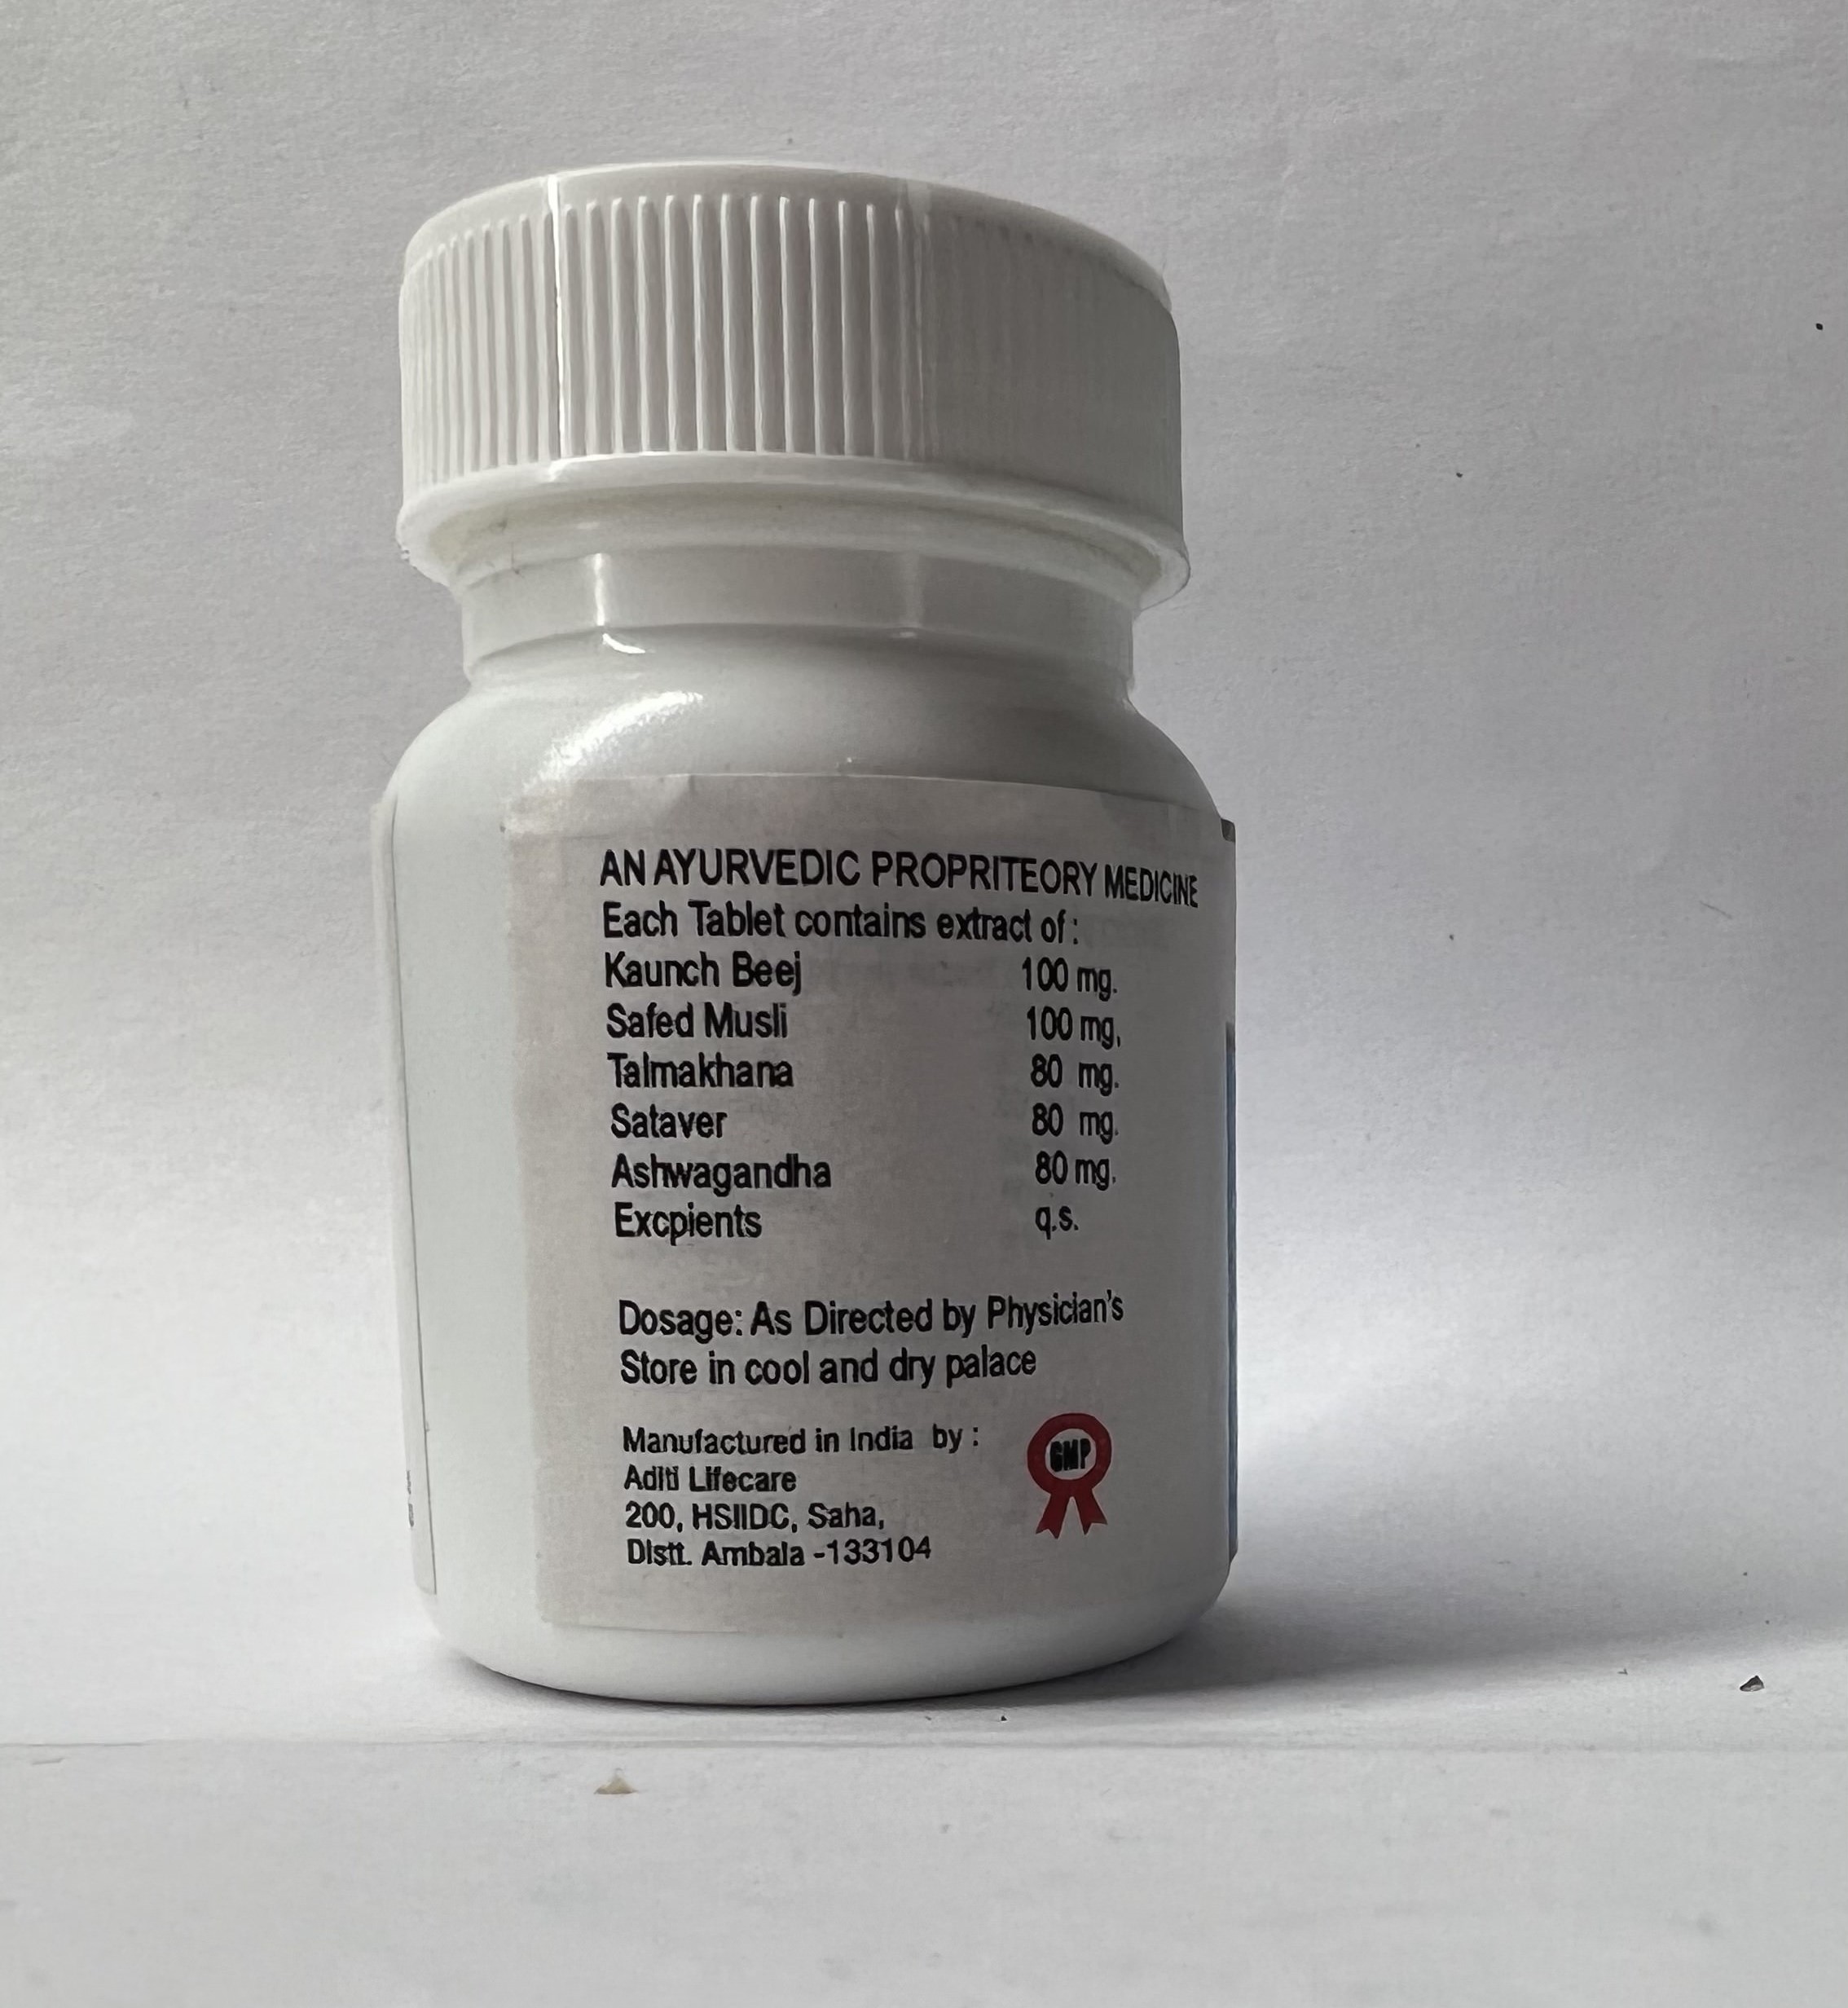 AN AYURVEDIC PROPRITEORY MEDICINE
Each Tablet contains extract of :
Kaunch Beej 100 mg.
Safed Musli 100 mg,
Talmakhana 80 mg.
Sataver 80 mg.
Ashwagandha 80 mg.
Excpients q.s.
Dosage: As Directed by Physician's
Store in cool and dry palace
Manufactured in India by :
Aditi Lifecare
200, HSIIDC, Saha,
Distt. Ambala -133104
GMP